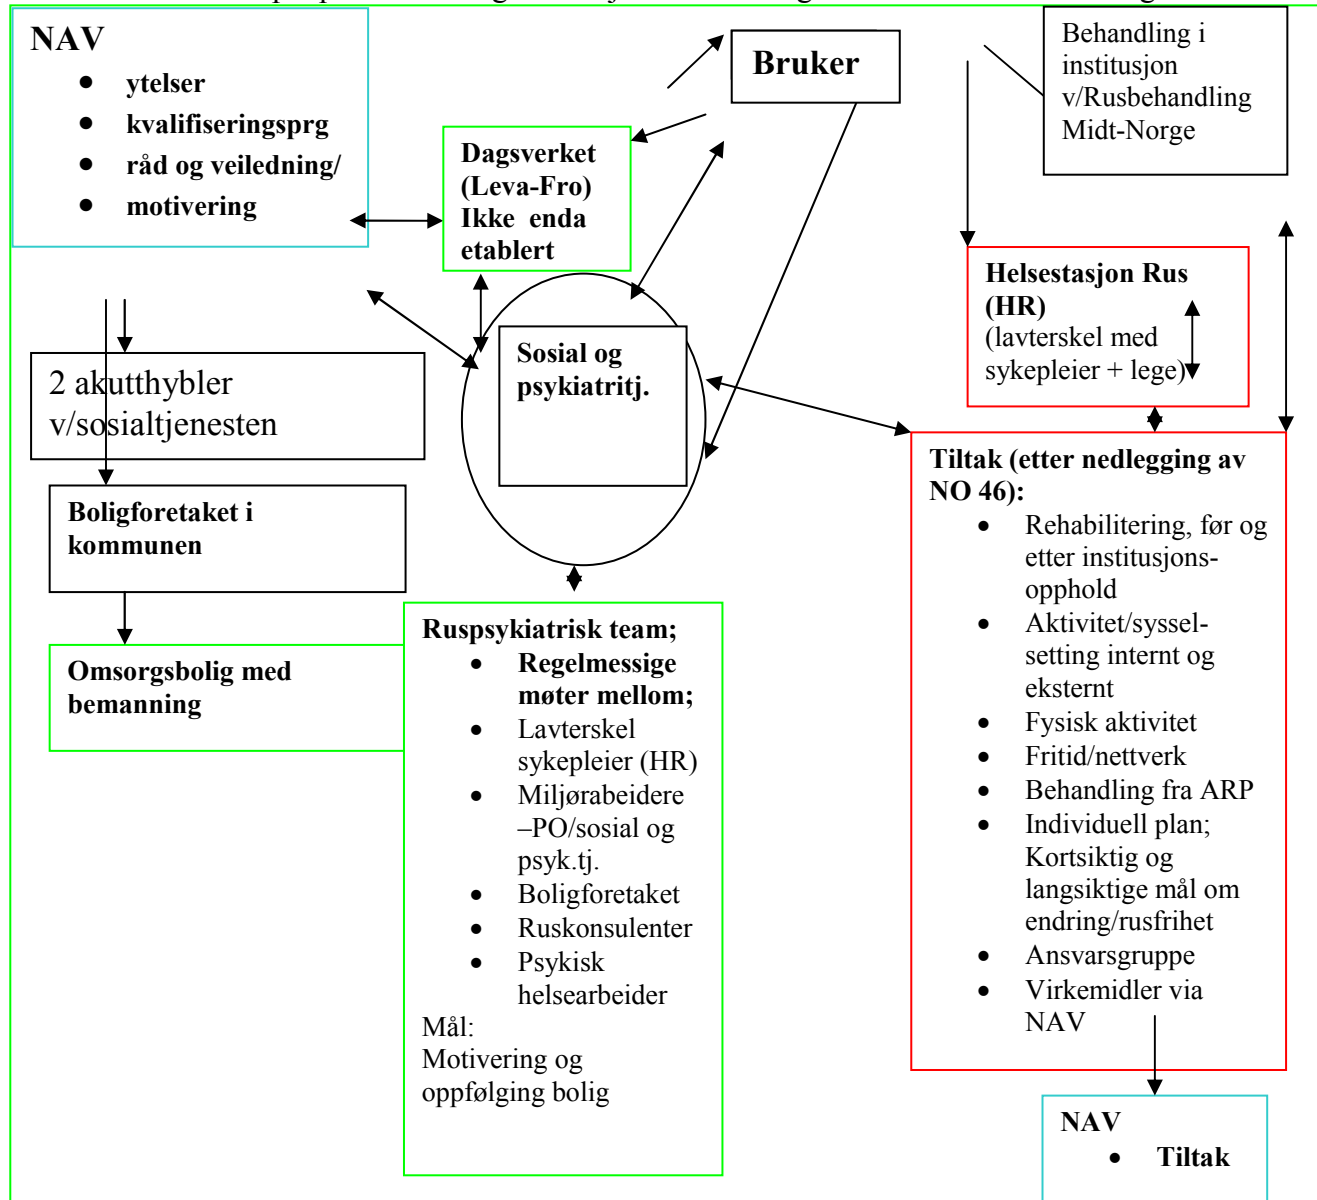 NAV
• ytelser
• kvalifiseringsprg
• råd og veiledning/
• motivering
Bruker
Behandling i
institusjon
v/Rusbehandling
Midt-Norge
Dagsverket
(Leva-Fro)
Ikke enda
etablert
Helsestasjon Rus
(HR)
(lavterskel med
sykepleier + lege)
Sosial og
psykiatritj.
2 akutthybler
v/sosialtjenesten
Boligforetaket i
kommunen
Omsorgsbolig med
bemanning
Ruspsykiatrisk team;
• Regelmessige
møter mellom;
• Lavterskel
sykepleier (HR)
• Miljørabeidere
–PO/sosial og
psyk.tj.
• Boligforetaket
• Ruskonsulenter
• Psykisk
helsearbeider
Mål:
Motivering og
oppfølging bolig
Tiltak (etter nedlegging av
NO 46):
• Rehabilitering, før og
etter institusjons-
opphold
• Aktivitet/syssel-
setting internt og
eksternt
• Fysisk aktivitet
• Fritid/nettverk
• Behandling fra ARP
• Individuell plan;
Kortsiktig og
langsiktige mål om
endring/rusfrihet
• Ansvarsgruppe
• Virkemidler via
NAV
NAV
• Tiltak